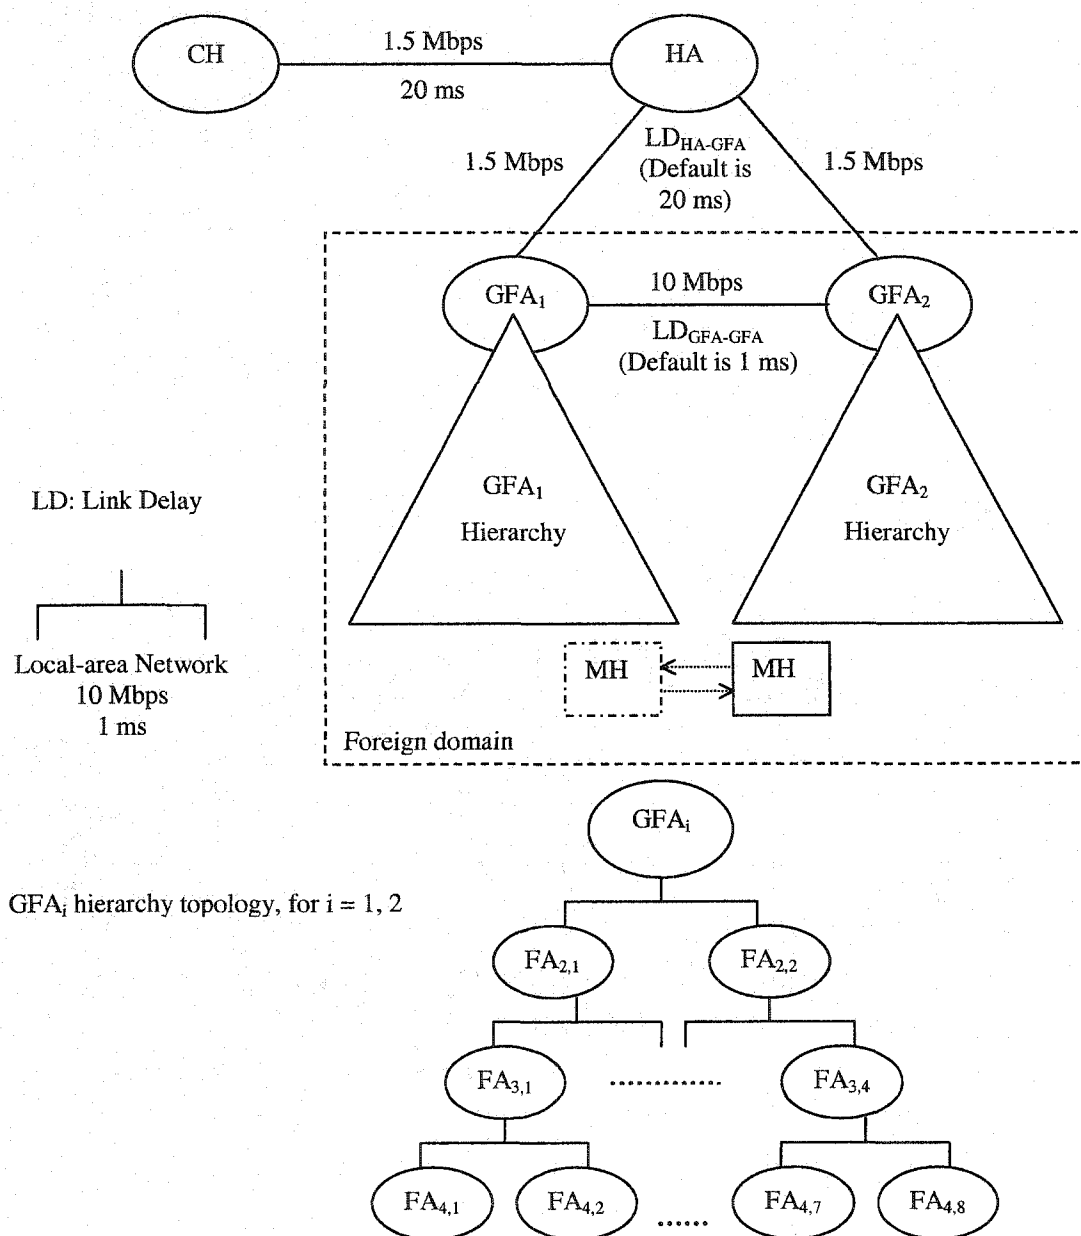 CH
1.5 Mbps
20 ms
HA
1.5 Mbps
LD_HA-GFA
(Default is
20 ms)
1.5 Mbps
GFA₁
10 Mbps
LD_GFA-GFA
(Default is 1 ms)
GFA₂
GFA₁
Hierarchy
GFA₂
Hierarchy
LD: Link Delay
Local-area Network
10 Mbps
1 ms
MH
MH
Foreign domain
GFAᵢ
GFAᵢ hierarchy topology, for i = 1, 2
FA₂,₁
FA₂,₂
FA₃,₁
............
FA₃,₄
FA₄,₁
FA₄,₂
......
FA₄,₇
FA₄,₈